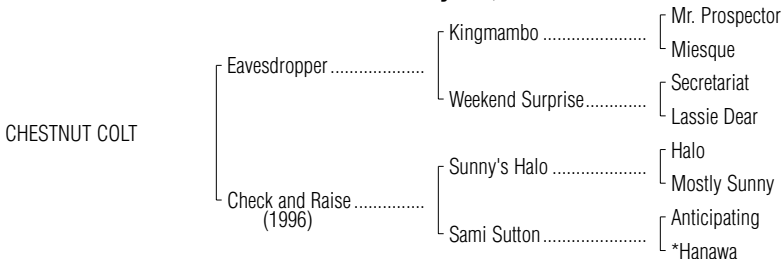 Mr. Prospector
Kingmambo .....................
Miesque
Eavesdropper ...................
Secretariat
Weekend Surprise.............
Lassie Dear
CHESTNUT COLT
Halo
Sunny's Halo ....................
Mostly Sunny
Check and Raise ..............
(1996)
Anticipating
Sami Sutton......................
*Hanawa